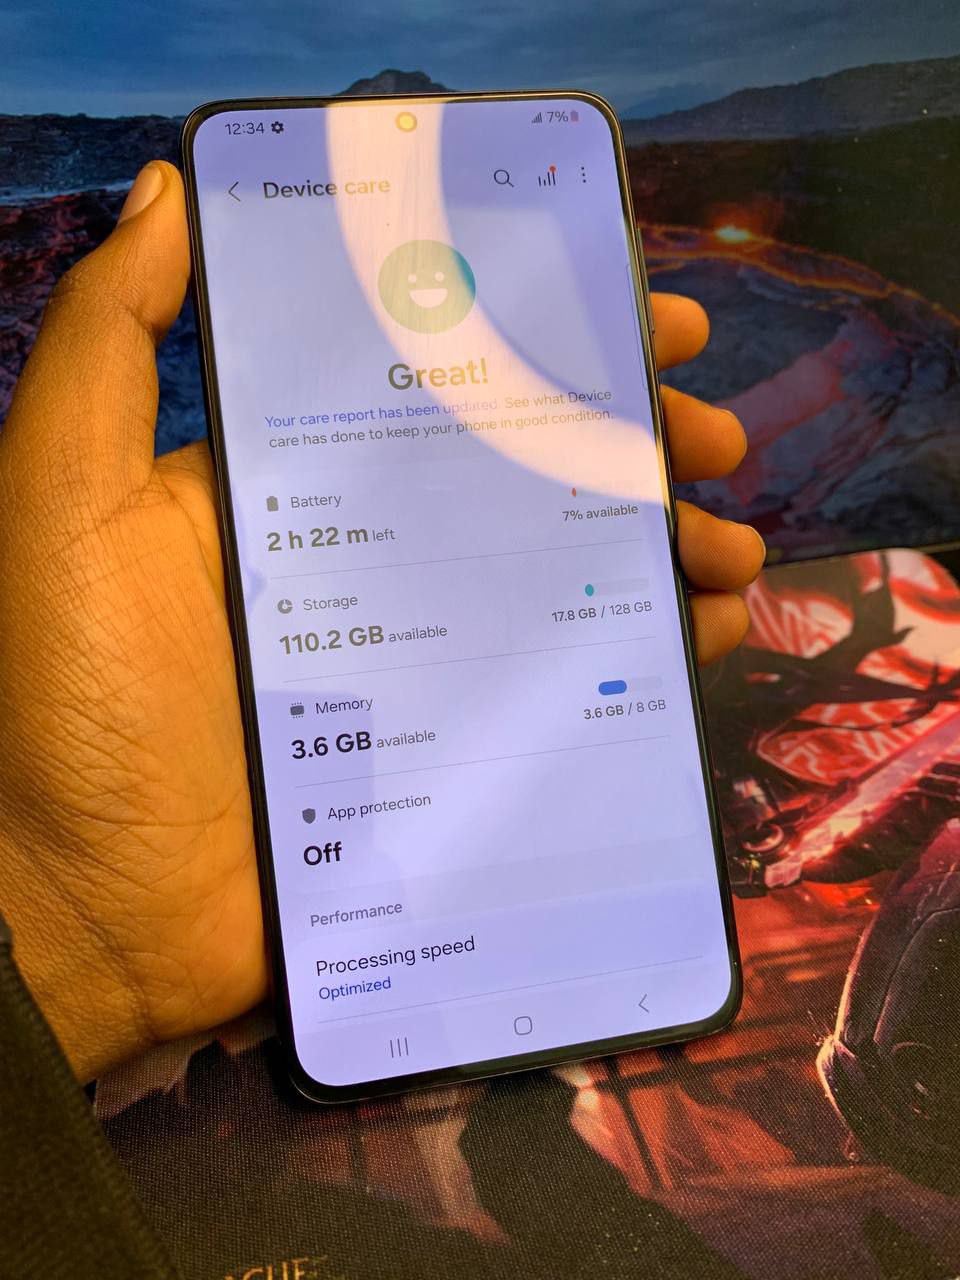 12:34 7%
Device care
Great!
Your care report has been updated. See what Device
care has done to keep your phone in good condition.
Battery
2 h 22 m left
7% available
Storage
110.2 GB available
17.8 GB / 128 GB
Memory
3.6 GB available
3.6 GB / 8 GB
App protection
Off
Performance
Processing speed
Optimized